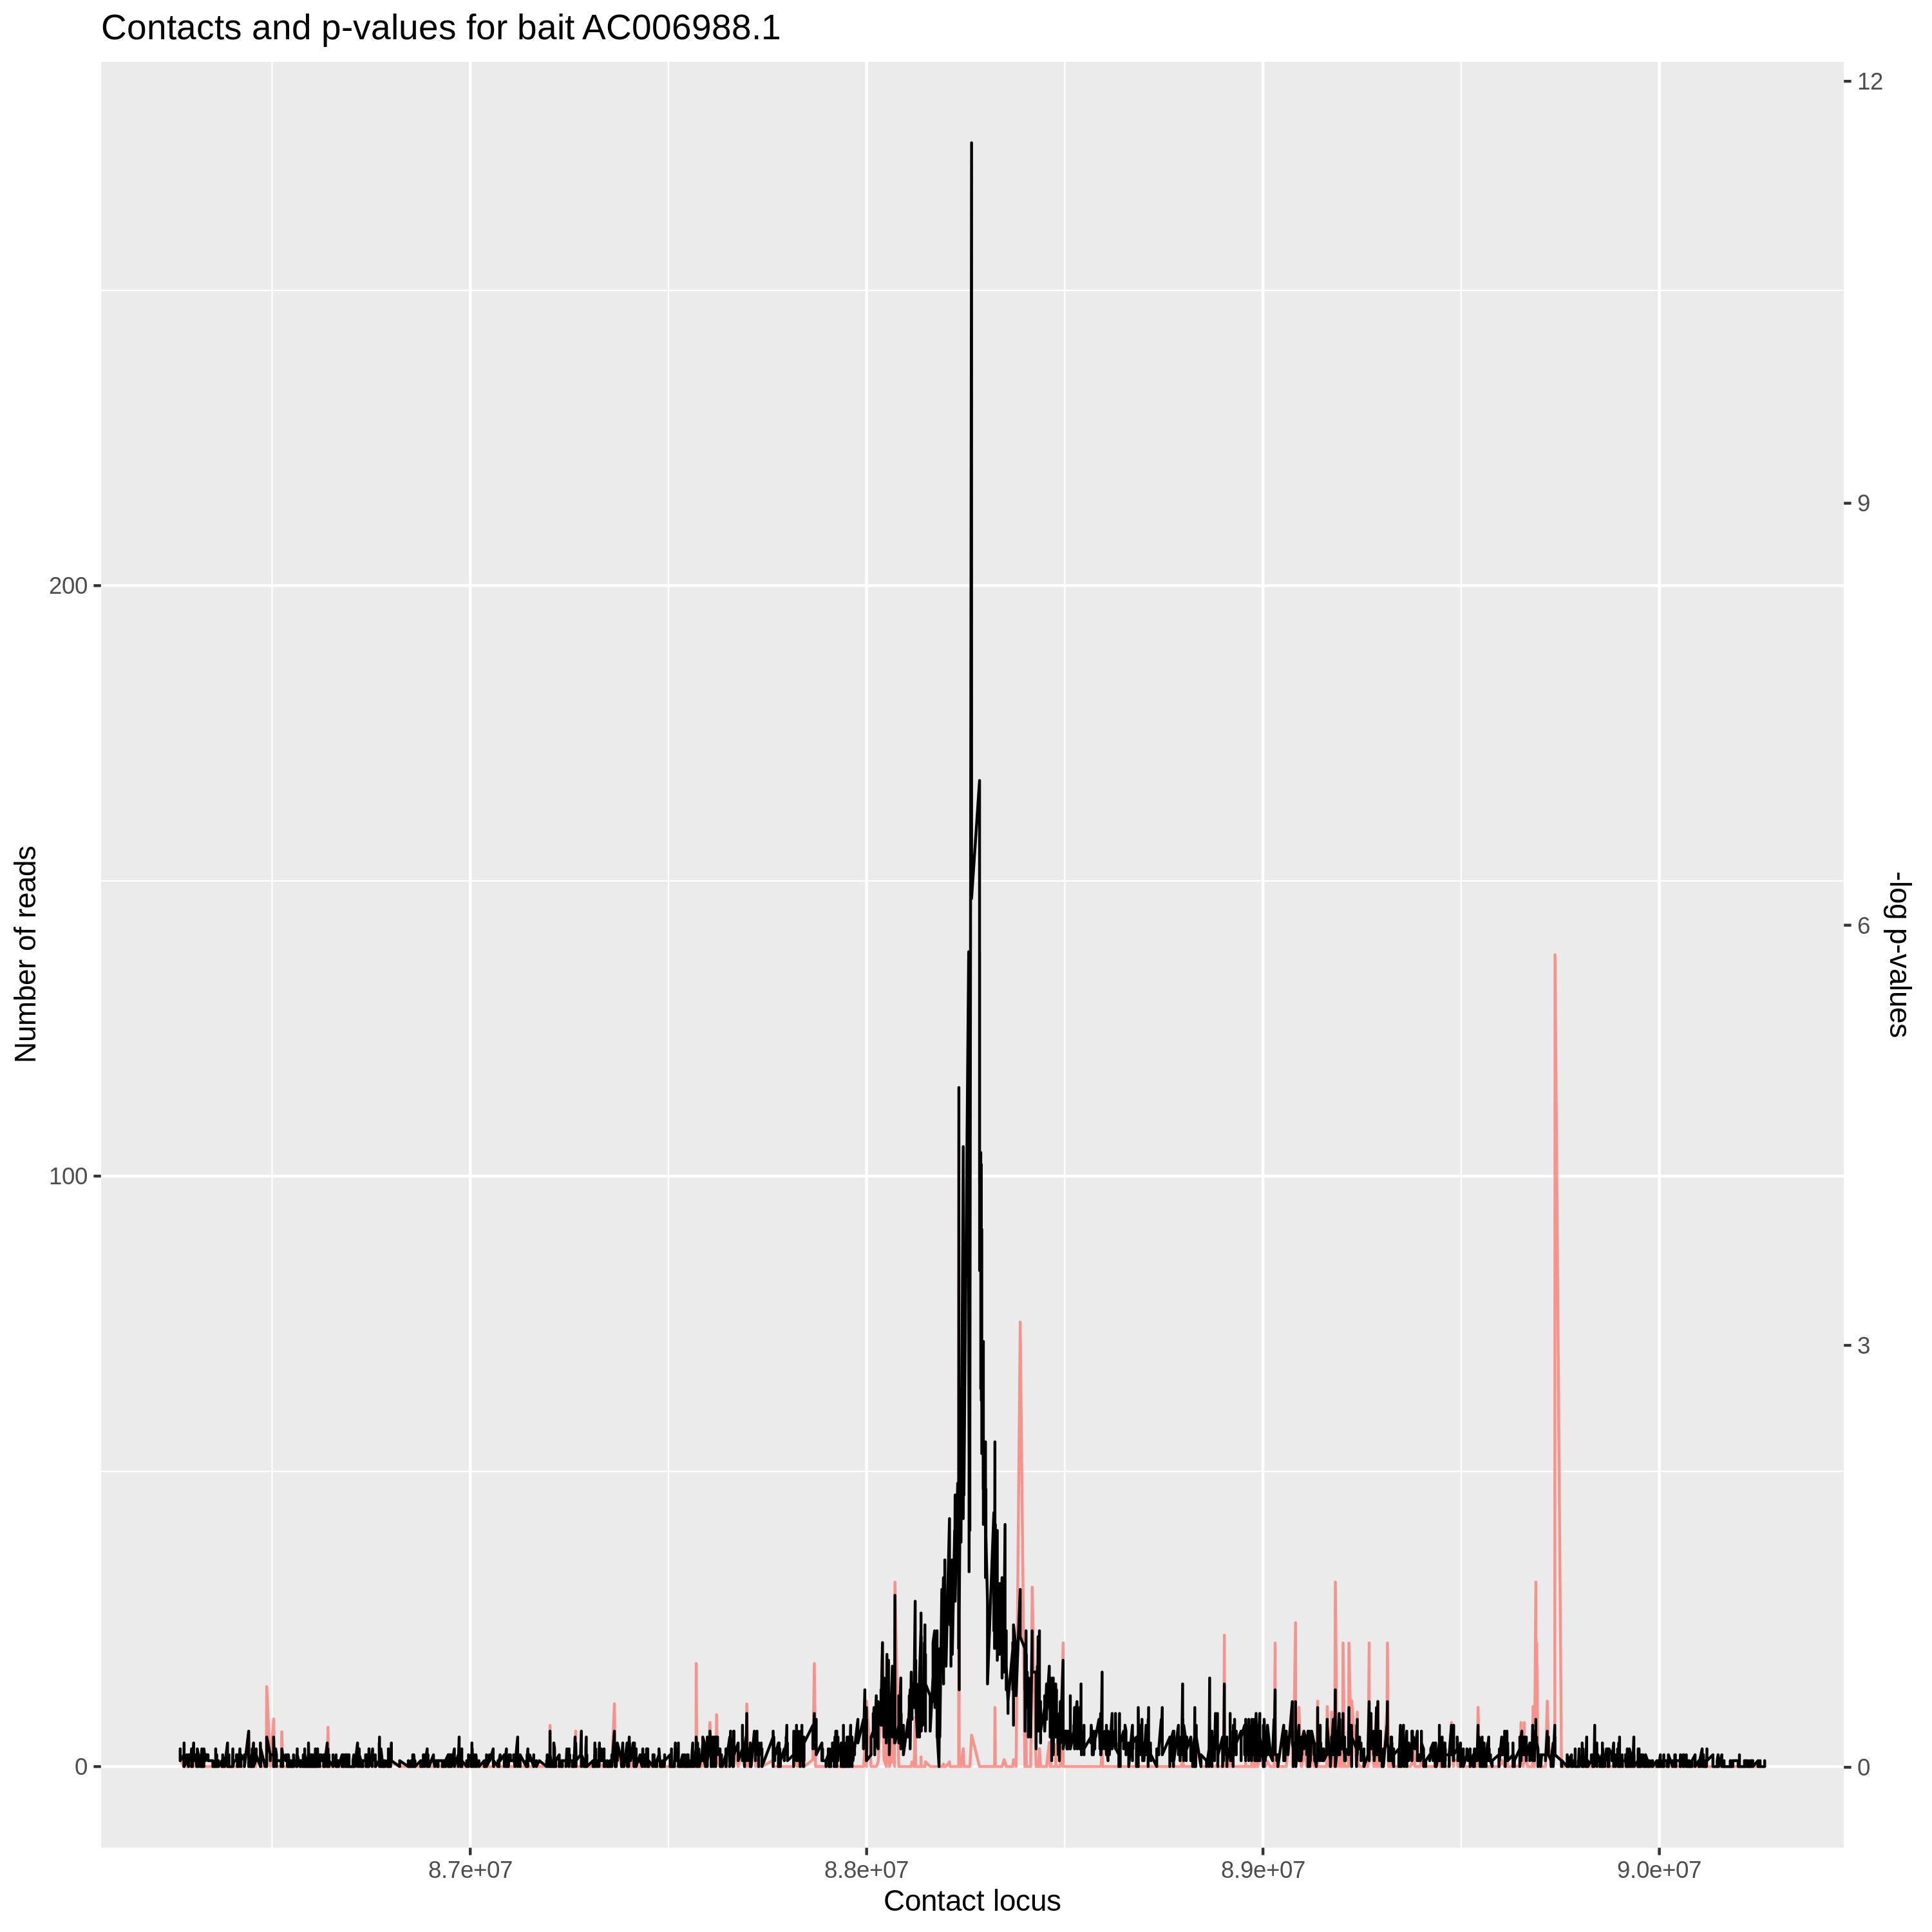 Contacts and p-values for bait AC006988.1
12
9
200
6
Number of reads
-log p-values
100
3
0
0
8.7e+07
8.8e+07
8.9e+07
9.0e+07
Contact locus